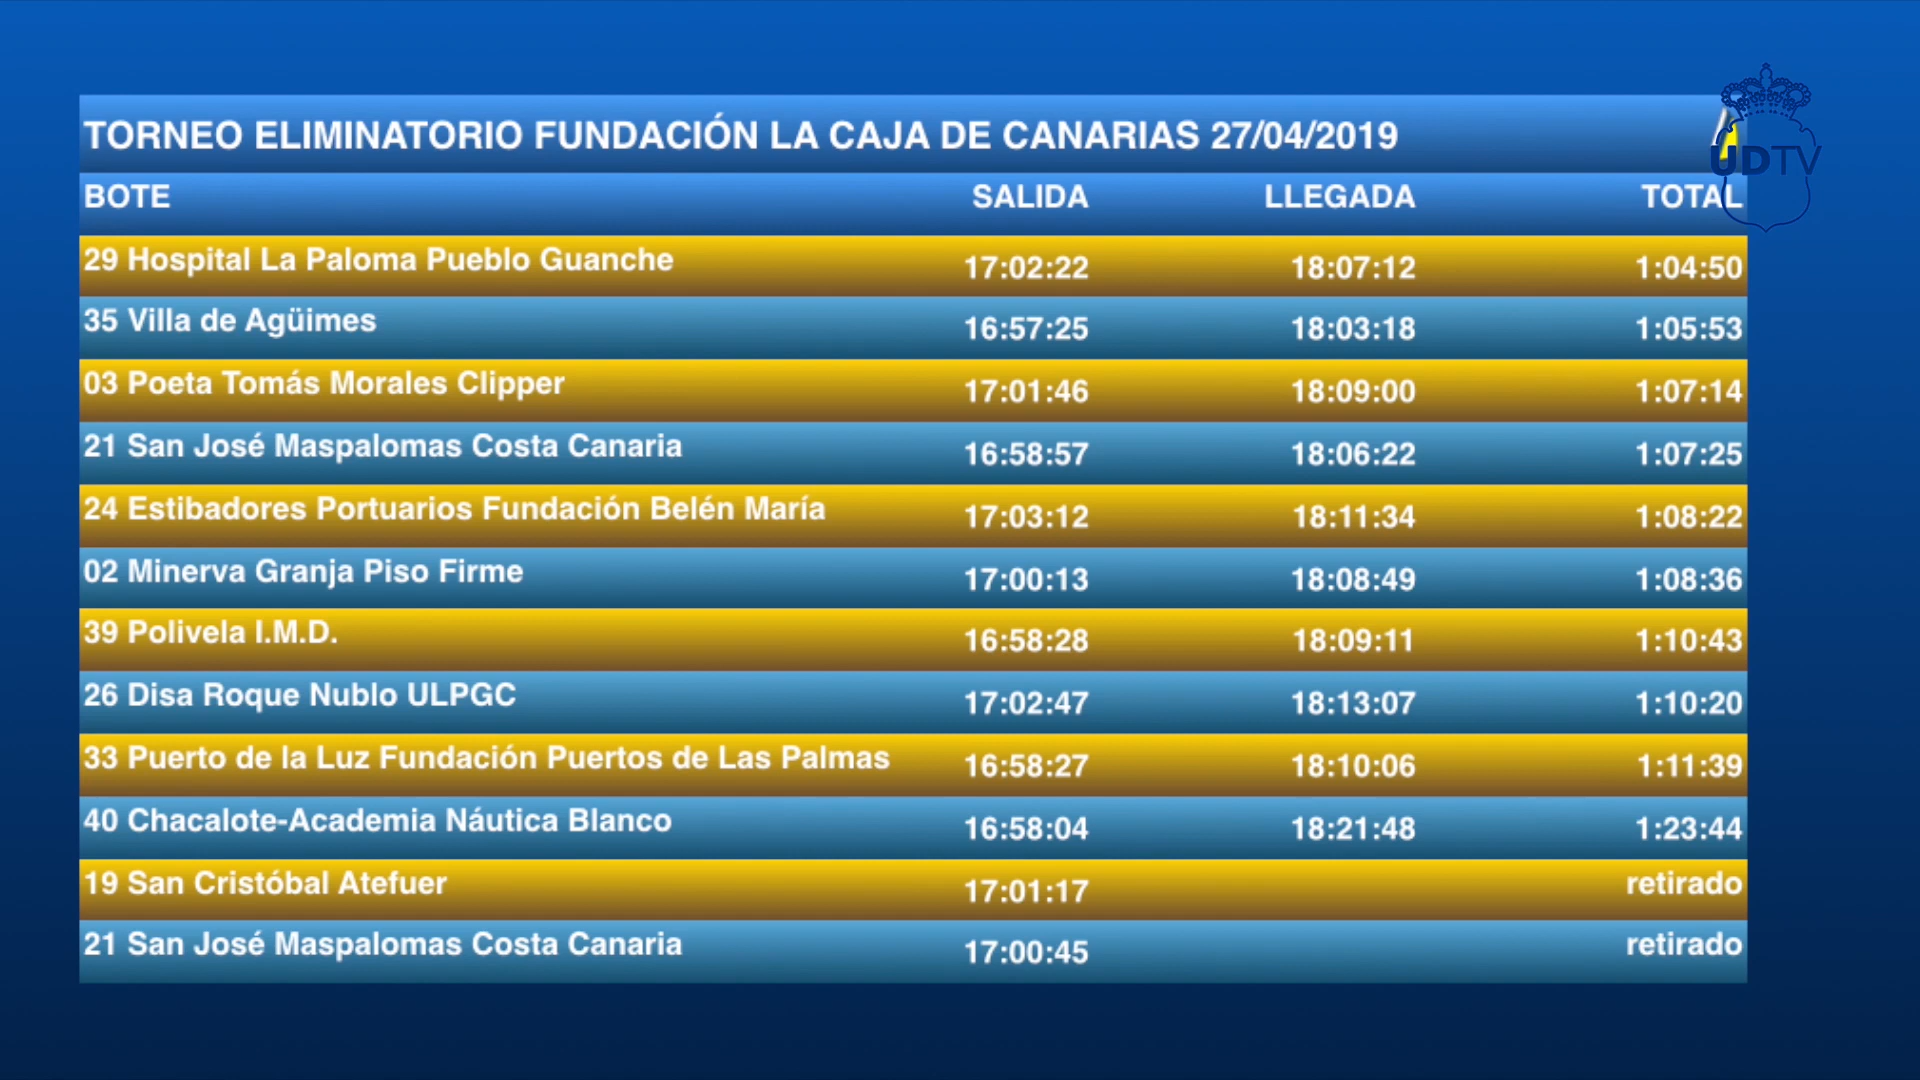 TORNEO ELIMINATORIO FUNDACIÓN LA CAJA DE CANARIAS 27/04/2019
UDTV
BOTE SALIDA LLEGADA TOTAL
29 Hospital La Paloma Pueblo Guanche 17:02:22 18:07:12 1:04:50
35 Villa de Agüimes 16:57:25 18:03:18 1:05:53
03 Poeta Tomás Morales Clipper 17:01:46 18:09:00 1:07:14
21 San José Maspalomas Costa Canaria 16:58:57 18:06:22 1:07:25
24 Estibadores Portuarios Fundación Belén María 17:03:12 18:11:34 1:08:22
02 Minerva Granja Piso Firme 17:00:13 18:08:49 1:08:36
39 Polivela I.M.D. 16:58:28 18:09:11 1:10:43
26 Disa Roque Nublo ULPGC 17:02:47 18:13:07 1:10:20
33 Puerto de la Luz Fundación Puertos de Las Palmas 16:58:27 18:10:06 1:11:39
40 Chacalote-Academia Náutica Blanco 16:58:04 18:21:48 1:23:44
19 San Cristóbal Atefuer 17:01:17 retirado
21 San José Maspalomas Costa Canaria 17:00:45 retirado